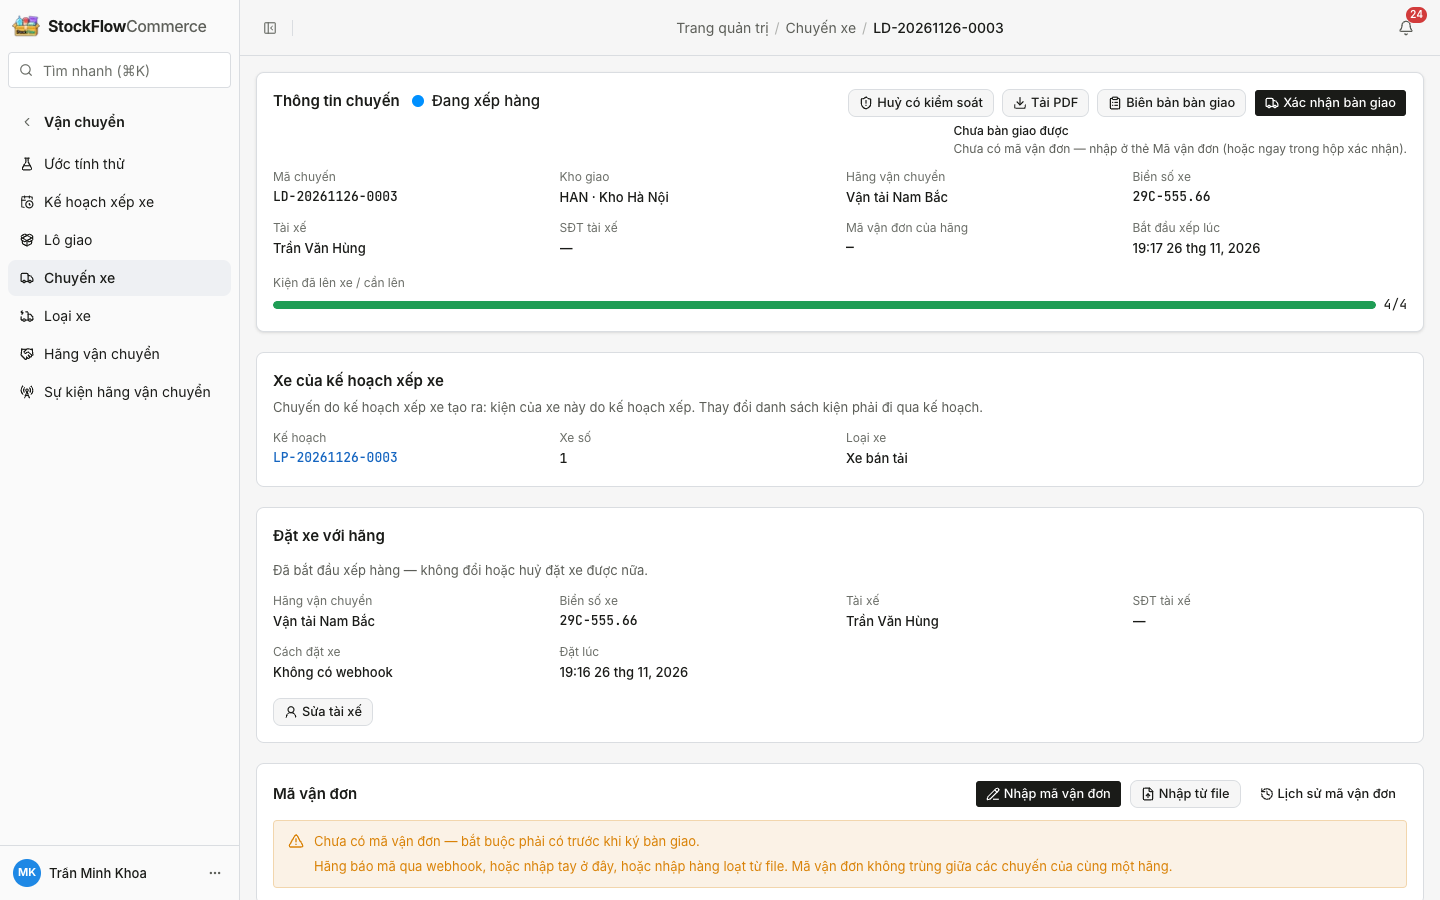 StockFlowCommerce
Tìm nhanh (⌘K)
Vận chuyển
Ước tính thử
Kế hoạch xếp xe
Lô giao
Chuyến xe
Loại xe
Hãng vận chuyển
Sự kiện hãng vận chuyển
MK Trần Minh Khoa
Trang quản trị / Chuyến xe / LD-20261126-0003
24
Thông tin chuyến Đang xếp hàng
Huỷ có kiểm soát Tải PDF Biên bản bàn giao Xác nhận bàn giao
Chưa bàn giao được
Chưa có mã vận đơn — nhập ở thẻ Mã vận đơn (hoặc ngay trong hộp xác nhận).
Mã chuyến Kho giao Hãng vận chuyển Biển số xe
LD-20261126-0003 HAN · Kho Hà Nội Vận tải Nam Bắc 29C-555.66
Tài xế SĐT tài xế Mã vận đơn của hãng Bắt đầu xếp lúc
Trần Văn Hùng — — 19:17 26 thg 11, 2026
Kiện đã lên xe / cần lên
4/4
Xe của kế hoạch xếp xe
Chuyến do kế hoạch xếp xe tạo ra: kiện của xe này do kế hoạch xếp. Thay đổi danh sách kiện phải đi qua kế hoạch.
Kế hoạch Xe số Loại xe
LP-20261126-0003 1 Xe bán tải
Đặt xe với hãng
Đã bắt đầu xếp hàng — không đổi hoặc huỷ đặt xe được nữa.
Hãng vận chuyển Biển số xe Tài xế SĐT tài xế
Vận tải Nam Bắc 29C-555.66 Trần Văn Hùng —
Cách đặt xe Đặt lúc
Không có webhook 19:16 26 thg 11, 2026
Sửa tài xế
Mã vận đơn
Nhập mã vận đơn Nhập từ file Lịch sử mã vận đơn
Chưa có mã vận đơn — bắt buộc phải có trước khi ký bàn giao.
Hãng báo mã qua webhook, hoặc nhập tay ở đây, hoặc nhập hàng loạt từ file. Mã vận đơn không trùng giữa các chuyến của cùng một hãng.